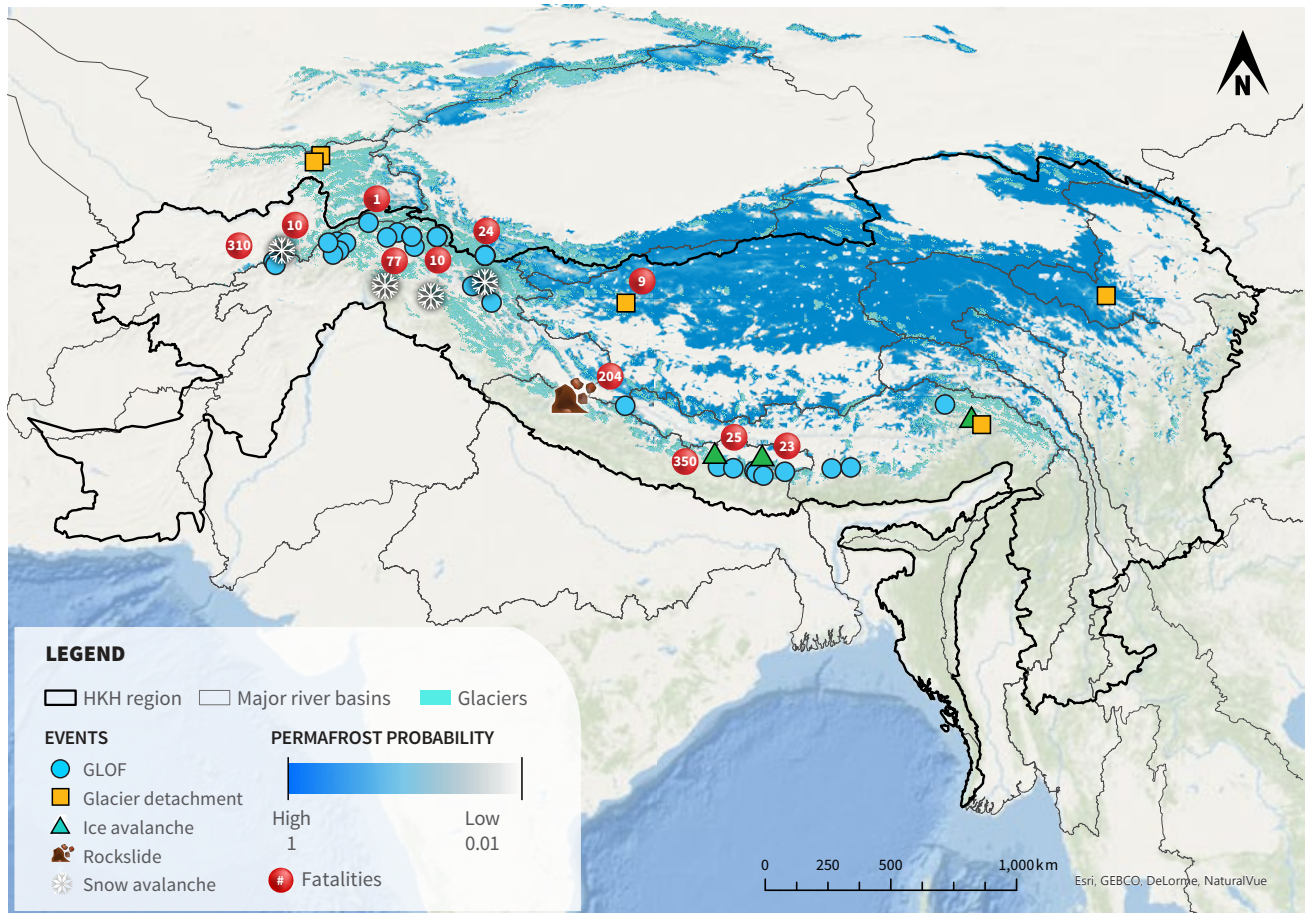 N
1
10
310
24
77
10
9
204
25
23
350
LEGEND
HKH region
Major river basins
Glaciers
EVENTS
GLOF
Glacier detachment
Ice avalanche
Rockslide
Snow avalanche
PERMAFROST PROBABILITY
High
1
Low
0.01
# Fatalities
0 250 500 1,000 km
Esri, GEBCO, DeLorme, NaturalVue